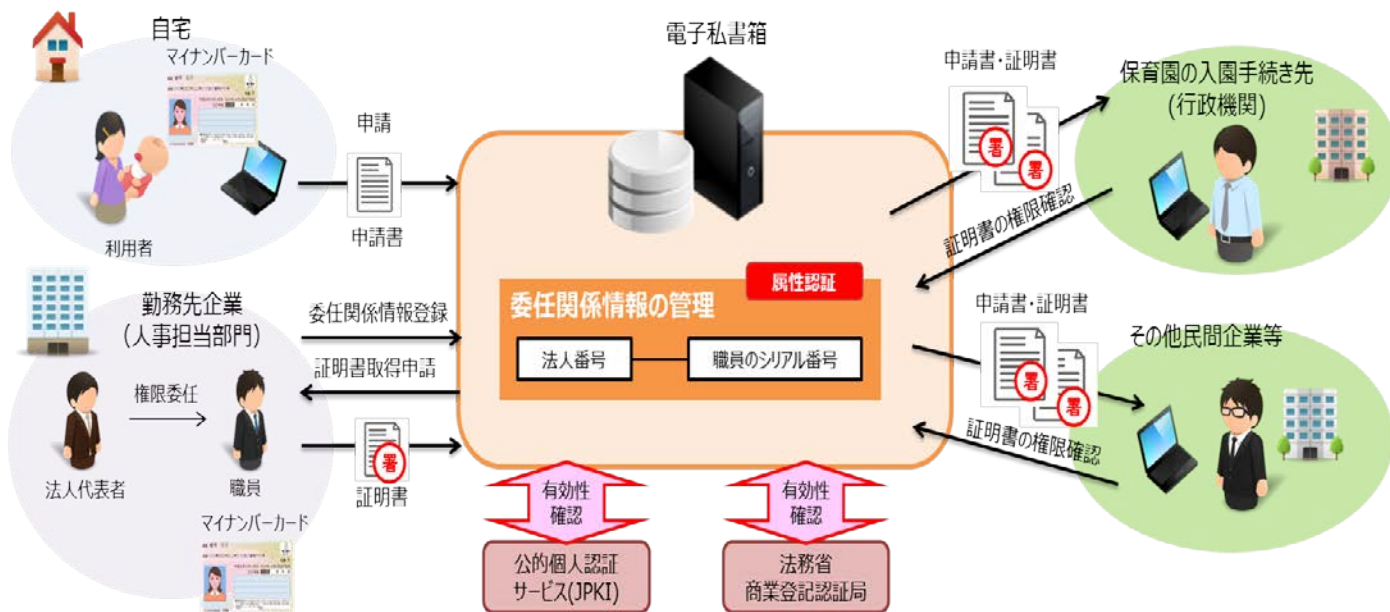 自宅
マイナンバーカード
利用者
申請
申請書
勤務先企業
(人事担当部門)
権限委任
法人代表者
職員
マイナンバーカード
委任関係情報登録
証明書取得申請
署
証明書
電子私書箱
属性認証
委任関係情報の管理
法人番号
職員のシリアル番号
有効性
確認
公的個人認証
サービス(JPKI)
有効性
確認
法務省
商業登記認証局
申請書・証明書
署
署
証明書の権限確認
保育園の入園手続き先
(行政機関)
申請書・証明書
署
署
証明書の権限確認
その他民間企業等